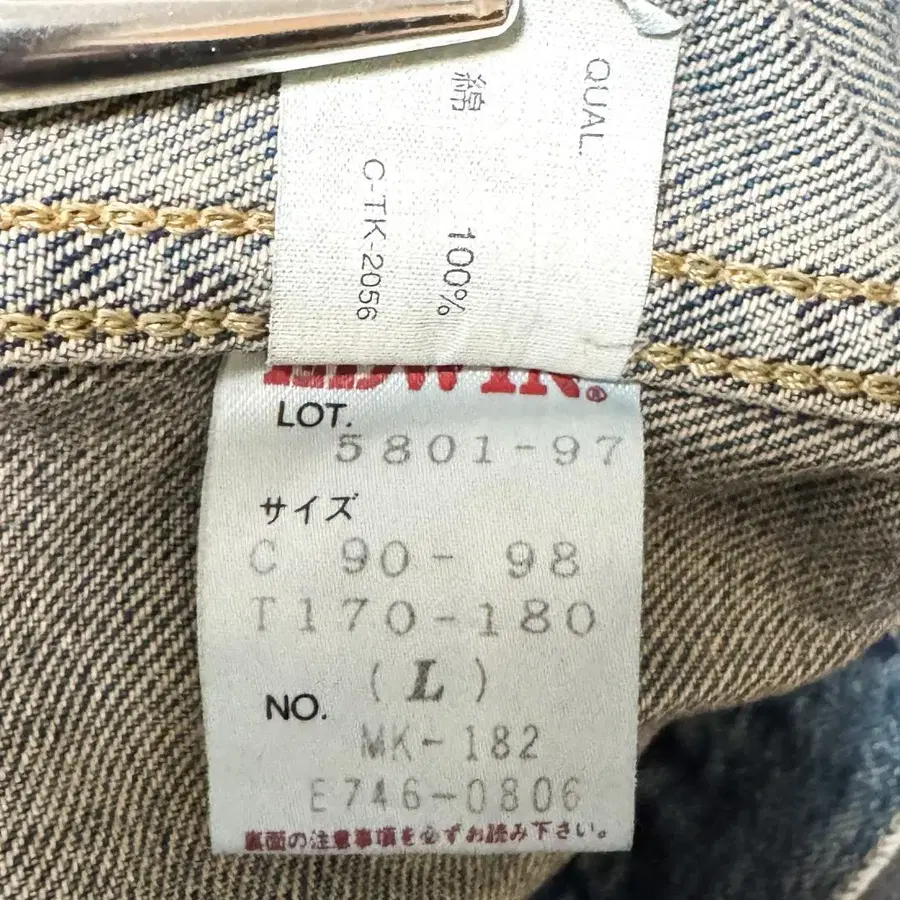 QUAL.
綿 100%
C-TK-2056
EDWIN®
LOT.
5801-97
サイズ
C 90- 98
T170-180
(L)
NO.
MK-182
E746-0806
裏面の注意事項を必ずお読み下さい。